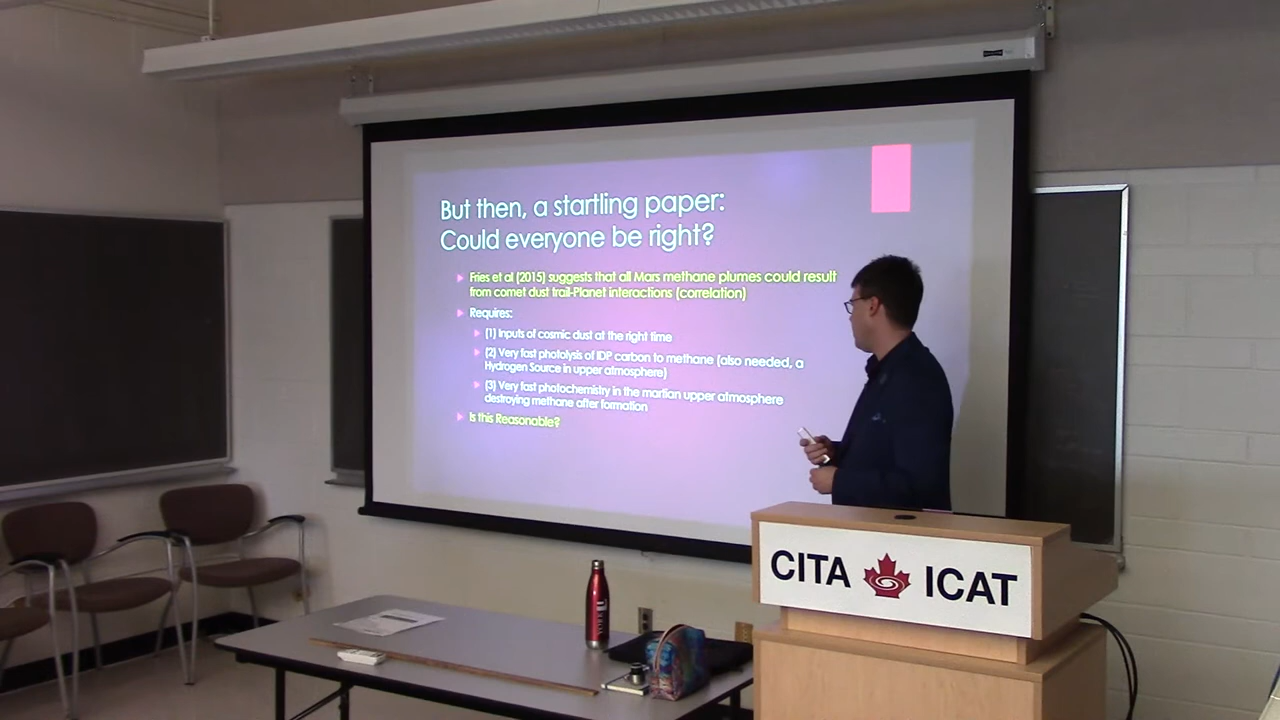 But then, a startling paper:
Could everyone be right?
Fries et al (2015) suggests that all Mars methane plumes could result
from comet dust trail-Planet interactions (correlation)
Requires:
(1) Inputs of cosmic dust at the right time
(2) Very fast photolysis of IDP carbon to methane (also needed, a
Hydrogen Source in upper atmosphere)
(3) Very fast photochemistry in the martian upper atmosphere
destroying methane after formation
Is this Reasonable?
CITA ICAT